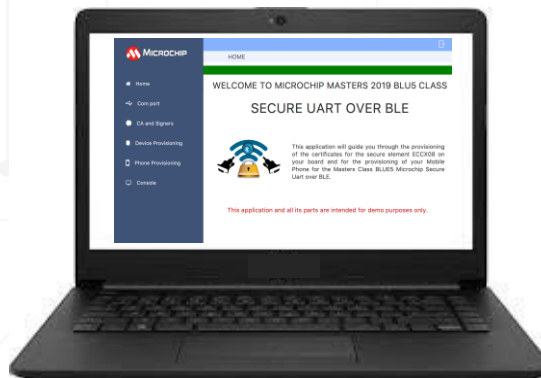 MICROCHIP
HOME
Home
Com port
CA and Signers
Device Provisioning
Phone Provisioning
Console
WELCOME TO MICROCHIP MASTERS 2019 BLU5 CLASS
SECURE UART OVER BLE
This application will guide you through the provisioning
of the certificates for the secure element ECCX08 on
your board and for the provisioning of your Mobile
Phone for the Masters Class BLUE5 Microchip Secure
Uart over BLE.
This application and all its parts are intended for demo purposes only.